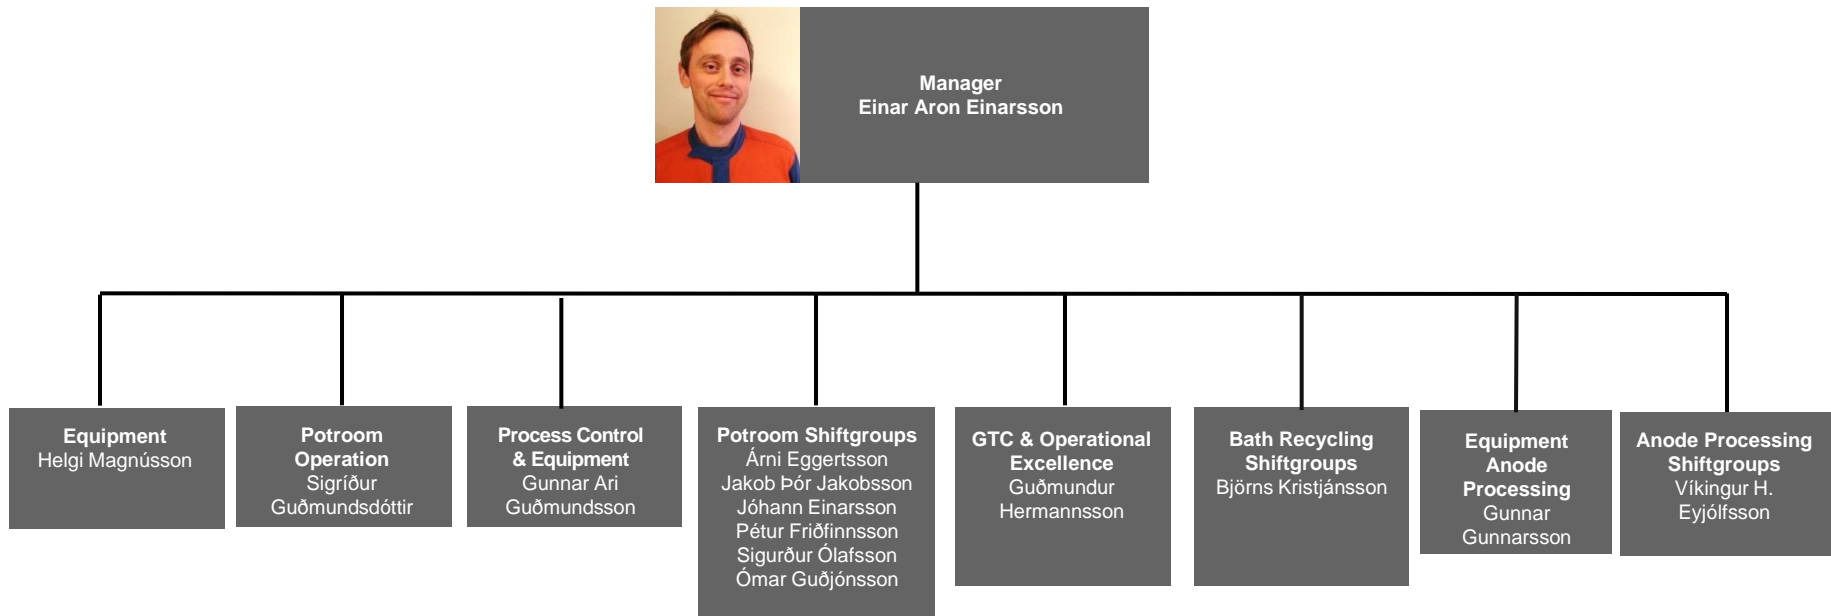 Manager
Einar Aron Einarsson
Equipment
Helgi Magnússon
Potroom
Operation
Sigríður
Guðmundsdóttir
Process Control
& Equipment
Gunnar Ari
Guðmundsson
Potroom Shiftgroups
Árni Eggertsson
Jakob Þór Jakobsson
Jóhann Einarsson
Pétur Friðfinnsson
Sigurður Ólafsson
Ómar Guðjónsson
GTC & Operational
Excellence
Guðmundur
Hermannsson
Bath Recycling
Shiftgroups
Björns Kristjánsson
Equipment
Anode
Processing
Gunnar
Gunnarsson
Anode Processing
Shiftgroups
Víkingur H.
Eyjólfsson